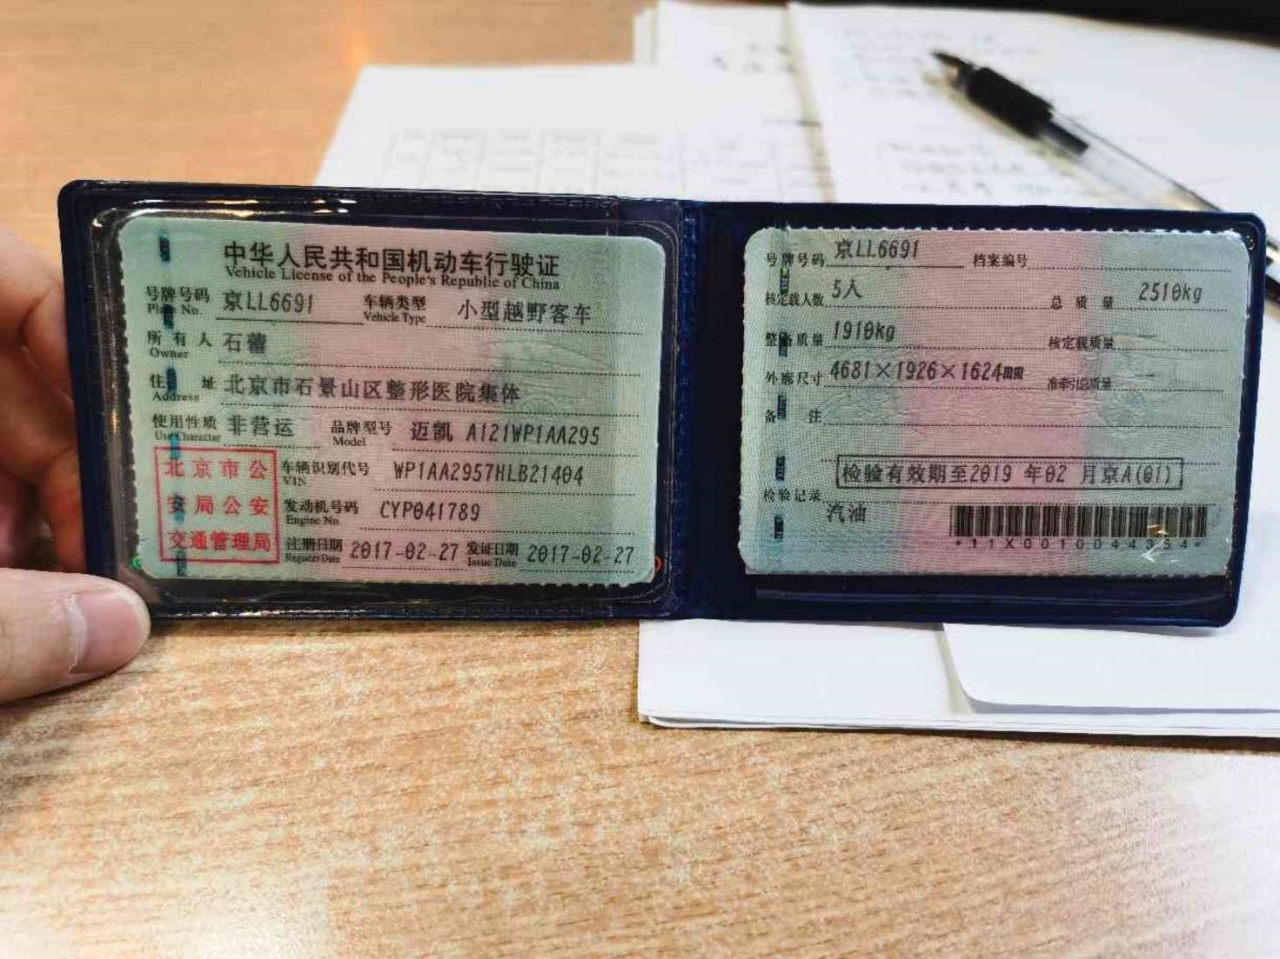 中华人民共和国机动车行驶证
Vehicle License of the People's Republic of China
号牌号码 京LL6691 车辆类型 小型越野客车
Plate No. Vehicle Type
所有人 石蕾
Owner
住址 北京市石景山区整形医院集体
Address
使用性质 非营运 品牌型号 迈凯 A121WP1AA295
Use Character Model
北京市公
安局公安
交通管理局
车辆识别代号 WP1AA2957HLB21404
VIN
发动机号码 CYP041789
Engine No.
注册日期 2017-02-27 发证日期 2017-02-27
Register Date Issue Date
号牌号码 京LL6691 档案编号
核定载人数 5人 总质量 2510kg
整备质量 1910kg 核定载质量 --
外廓尺寸 4681×1926×1624mm 准牵引总质量 --
备注
检验有效期至2019 年02 月京A(01)
检验记录
汽油